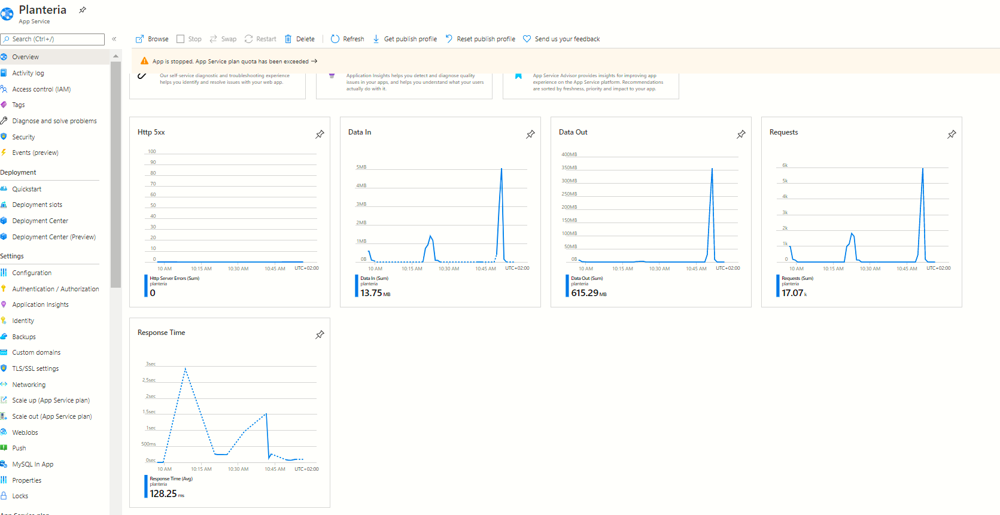 Planteria
App Service
Search (Ctrl+/)
«
Browse
Stop
Swap
Restart
Delete
Refresh
Get publish profile
Reset publish profile
Send us your feedback
App is stopped. App Service plan quota has been exceeded →
Overview
Activity log
Access control (IAM)
Tags
Diagnose and solve problems
Security
Events (preview)
Deployment
Quickstart
Deployment slots
Deployment Center
Deployment Center (Preview)
Settings
Configuration
Authentication / Authorization
Application Insights
Identity
Backups
Custom domains
TLS/SSL settings
Networking
Scale up (App Service plan)
Scale out (App Service plan)
WebJobs
Push
MySQL In App
Properties
Locks
App Service plan
Our self-service diagnostic and troubleshooting experience
helps you identify and resolve issues with your web app.
Application Insights helps you detect and diagnose quality
issues in your apps, and helps you understand what your users
actually do with it.
App Service Advisor provides insights for improving app
experience on the App Service platform. Recommendations
are sorted by freshness, priority and impact to your app.
Http 5xx
100
90
80
70
60
50
40
30
20
10
0
10 AM 10:15 AM 10:30 AM 10:45 AM UTC+02:00
Http Server Errors (Sum)
planteria
0
Data In
5MB
4MB
3MB
2MB
1MB
0B
10 AM 10:15 AM 10:30 AM 10:45 AM UTC+02:00
Data In (Sum)
planteria
13.75 MB
Data Out
400MB
350MB
300MB
250MB
200MB
150MB
100MB
50MB
0B
10 AM 10:15 AM 10:30 AM 10:45 AM UTC+02:00
Data Out (Sum)
planteria
615.29 MB
Requests
6k
5k
4k
3k
2k
1k
0
10 AM 10:15 AM 10:30 AM 10:45 AM UTC+02:00
Requests (Sum)
planteria
17.07 k
Response Time
3sec
2.5sec
2sec
1.5sec
1sec
500ms
0sec
10 AM 10:15 AM 10:30 AM 10:45 AM UTC+02:00
Response Time (Avg)
planteria
128.25 ms